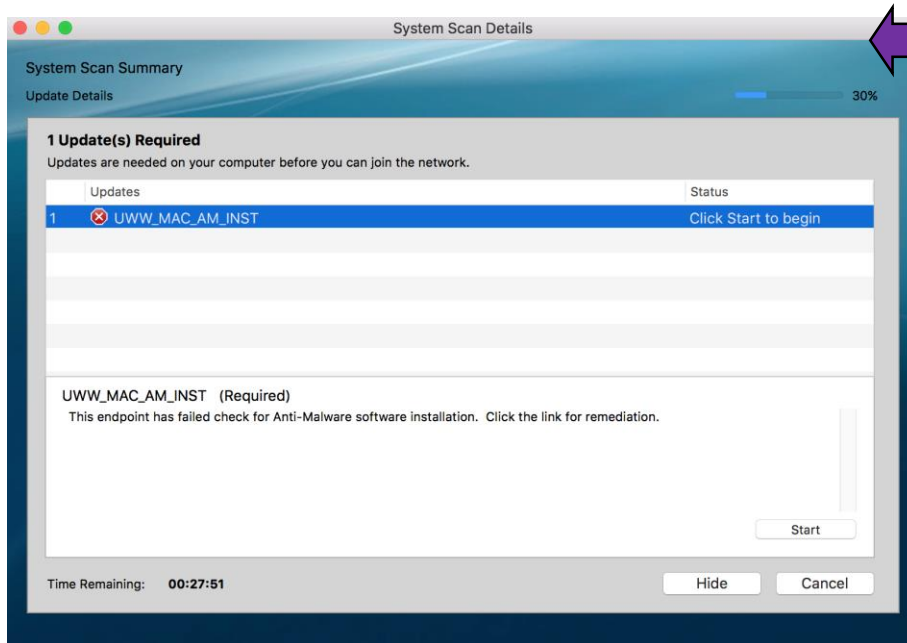 System Scan Details
System Scan Summary
Update Details 30%
1 Update(s) Required
Updates are needed on your computer before you can join the network.
Updates Status
1 UWW_MAC_AM_INST Click Start to begin
UWW_MAC_AM_INST (Required)
This endpoint has failed check for Anti-Malware software installation. Click the link for remediation.
Start
Time Remaining: 00:27:51 Hide Cancel